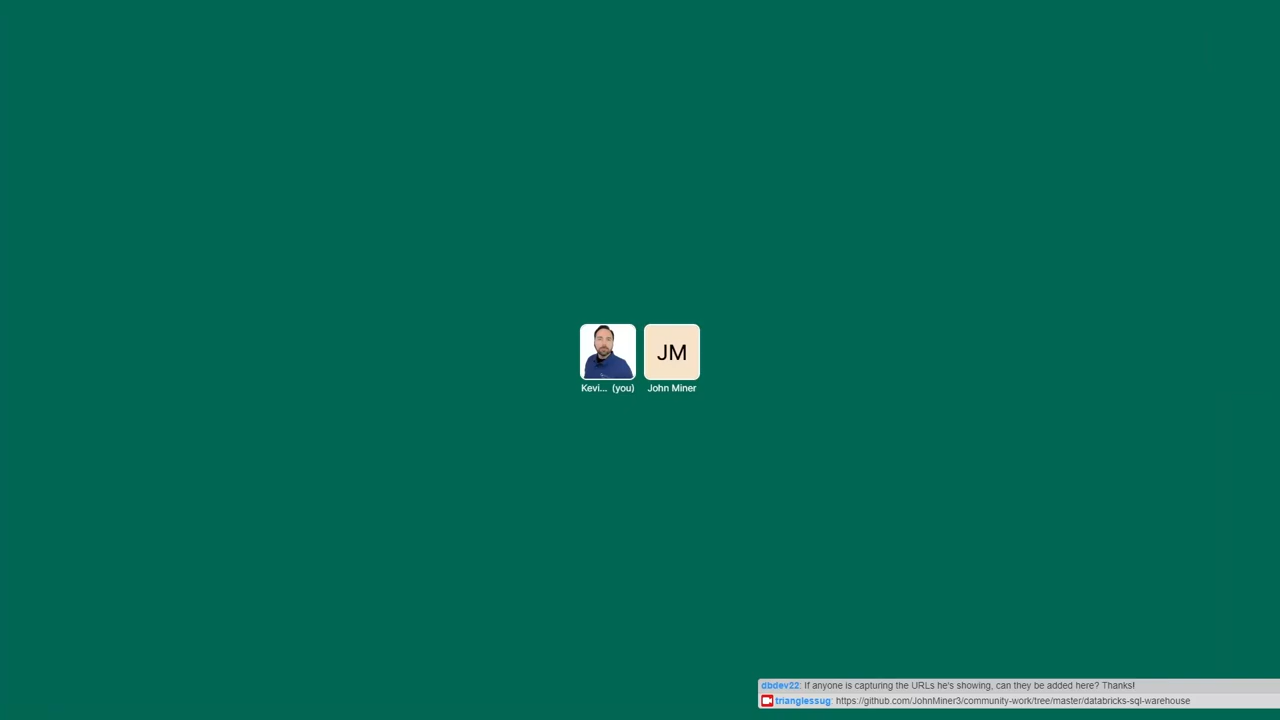 JM
Kevi... (you)
John Miner
dbdev22: If anyone is capturing the URLs he's showing, can they be added here? Thanks!
trianglessug: https://github.com/JohnMiner3/community-work/tree/master/databricks-sql-warehouse